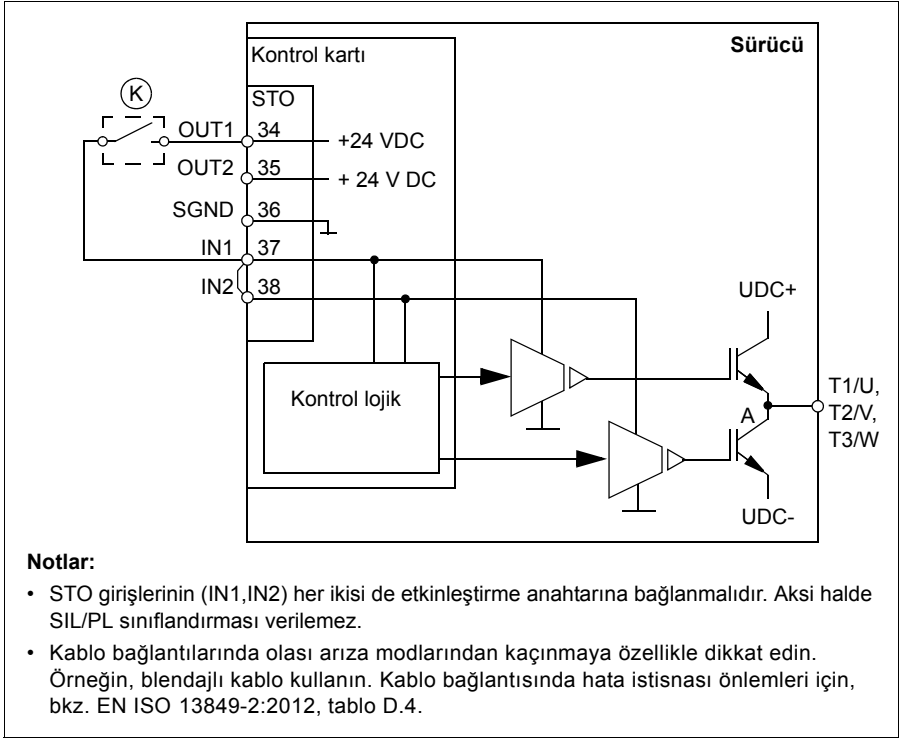 Sürücü
Kontrol kartı
K
STO
OUT1 34 +24 VDC
OUT2 35 + 24 V DC
SGND 36
IN1 37
IN2 38
UDC+
Kontrol lojik
A
T1/U,
T2/V,
T3/W
UDC-
Notlar:
• STO girişlerinin (IN1,IN2) her ikisi de etkinleştirme anahtarına bağlanmalıdır. Aksi halde
SIL/PL sınıflandırması verilemez.
• Kablo bağlantılarında olası arıza modlarından kaçınmaya özellikle dikkat edin.
Örneğin, blendajlı kablo kullanın. Kablo bağlantısında hata istisnası önlemleri için,
bkz. EN ISO 13849-2:2012, tablo D.4.